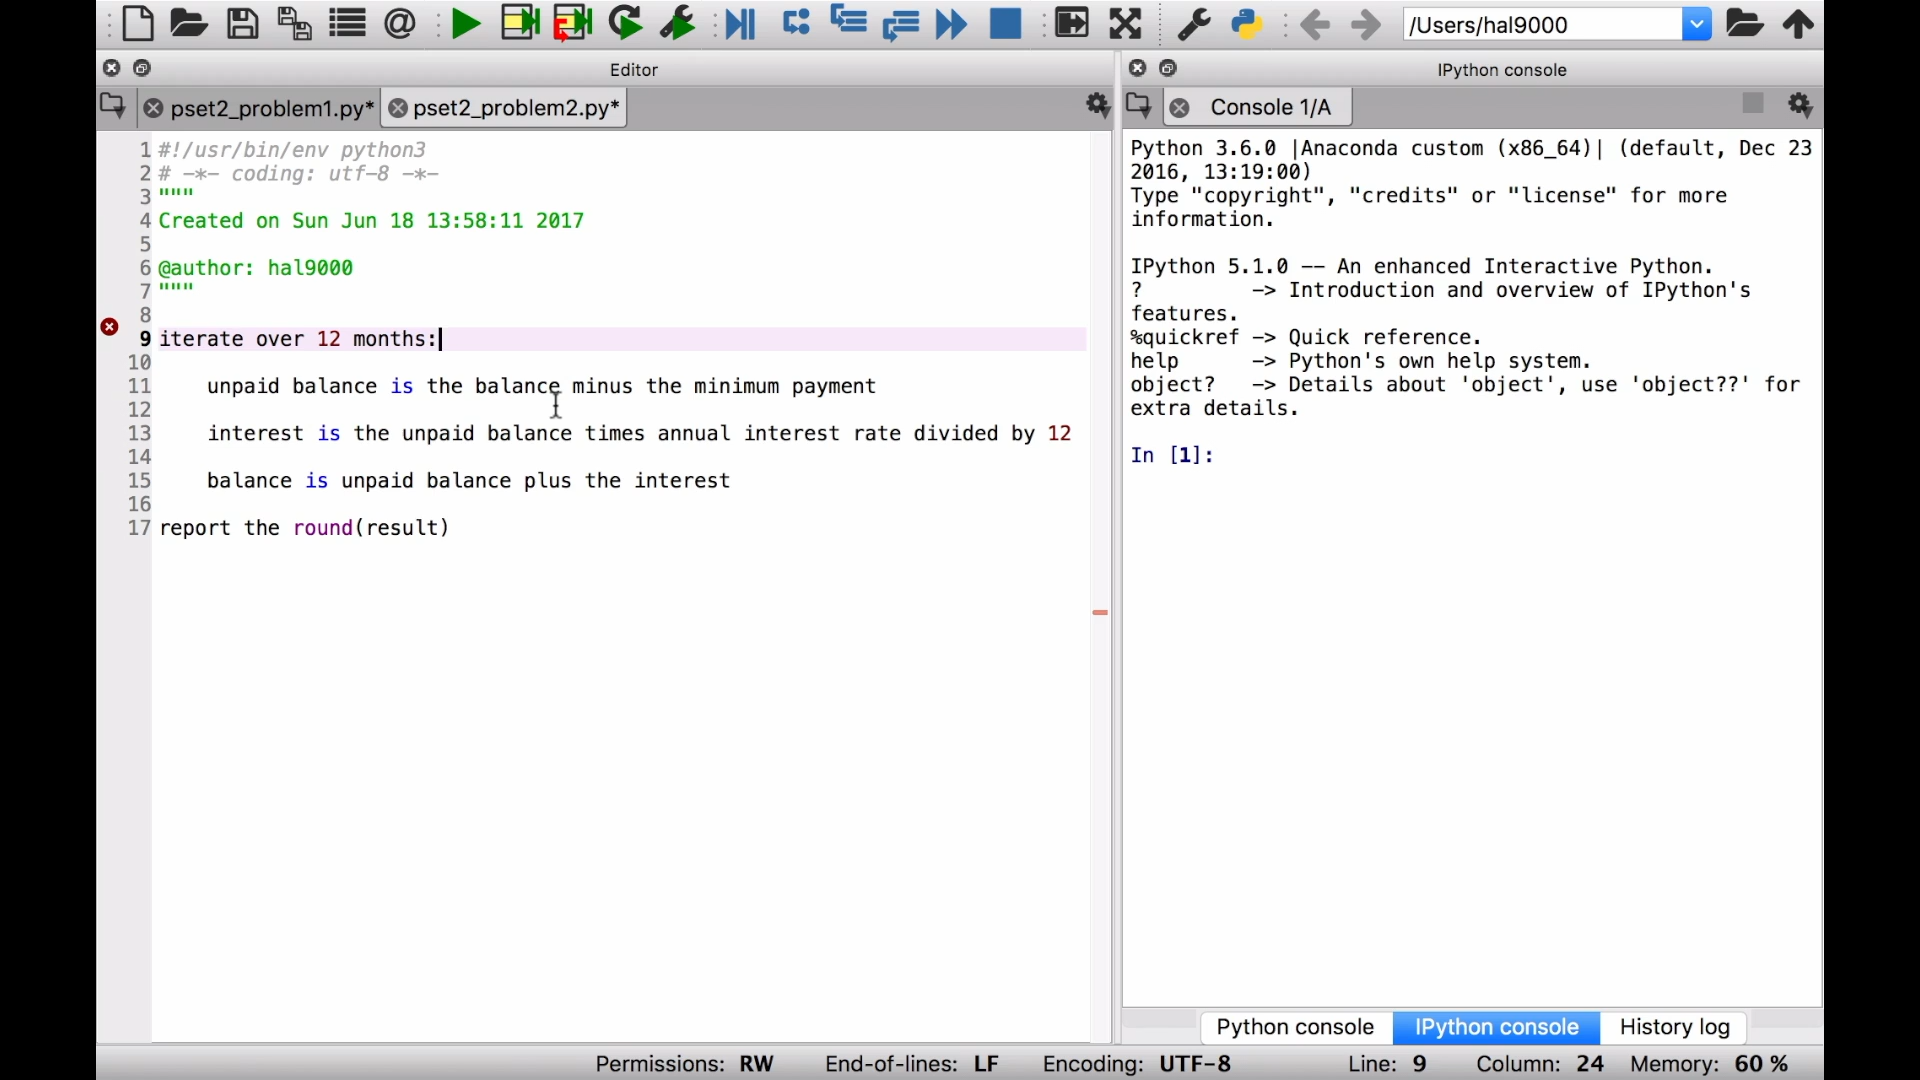 /Users/hal9000
Editor
IPython console
pset2_problem1.py*
pset2_problem2.py*
Console 1/A
1 #!/usr/bin/env python3
2 # -*- coding: utf-8 -*-
3 """
4 Created on Sun Jun 18 13:58:11 2017
5
6 @author: hal9000
7 """
8
9 iterate over 12 months:
10
11 unpaid balance is the balance minus the minimum payment
12
13 interest is the unpaid balance times annual interest rate divided by 12
14
15 balance is unpaid balance plus the interest
16
17 report the round(result)
Python 3.6.0 |Anaconda custom (x86_64)| (default, Dec 23
2016, 13:19:00)
Type "copyright", "credits" or "license" for more
information.
IPython 5.1.0 -- An enhanced Interactive Python.
? -> Introduction and overview of IPython's
features.
%quickref -> Quick reference.
help -> Python's own help system.
object? -> Details about 'object', use 'object??' for
extra details.
In [1]:
Python console
IPython console
History log
Permissions: RW End-of-lines: LF Encoding: UTF-8 Line: 9 Column: 24 Memory: 60 %